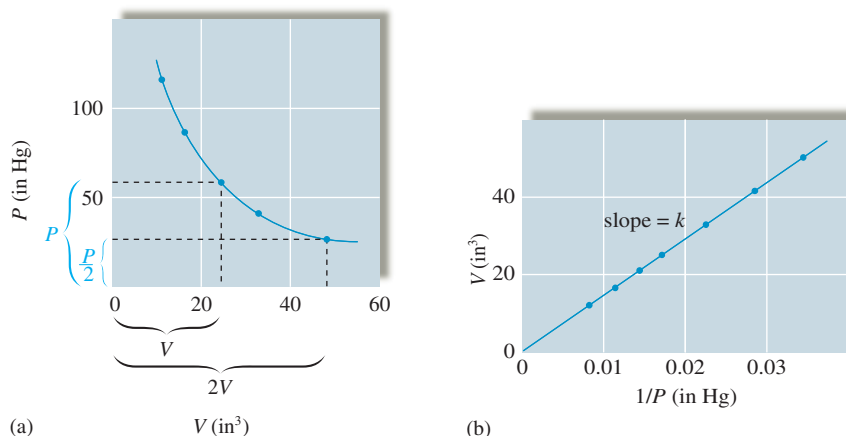 100
50
P (in Hg)
P
P/2
0 20 40 60
V
2V
(a) V (in³)
40
20
0
V (in³)
slope = k
0 0.01 0.02 0.03
1/P (in Hg)
(b)